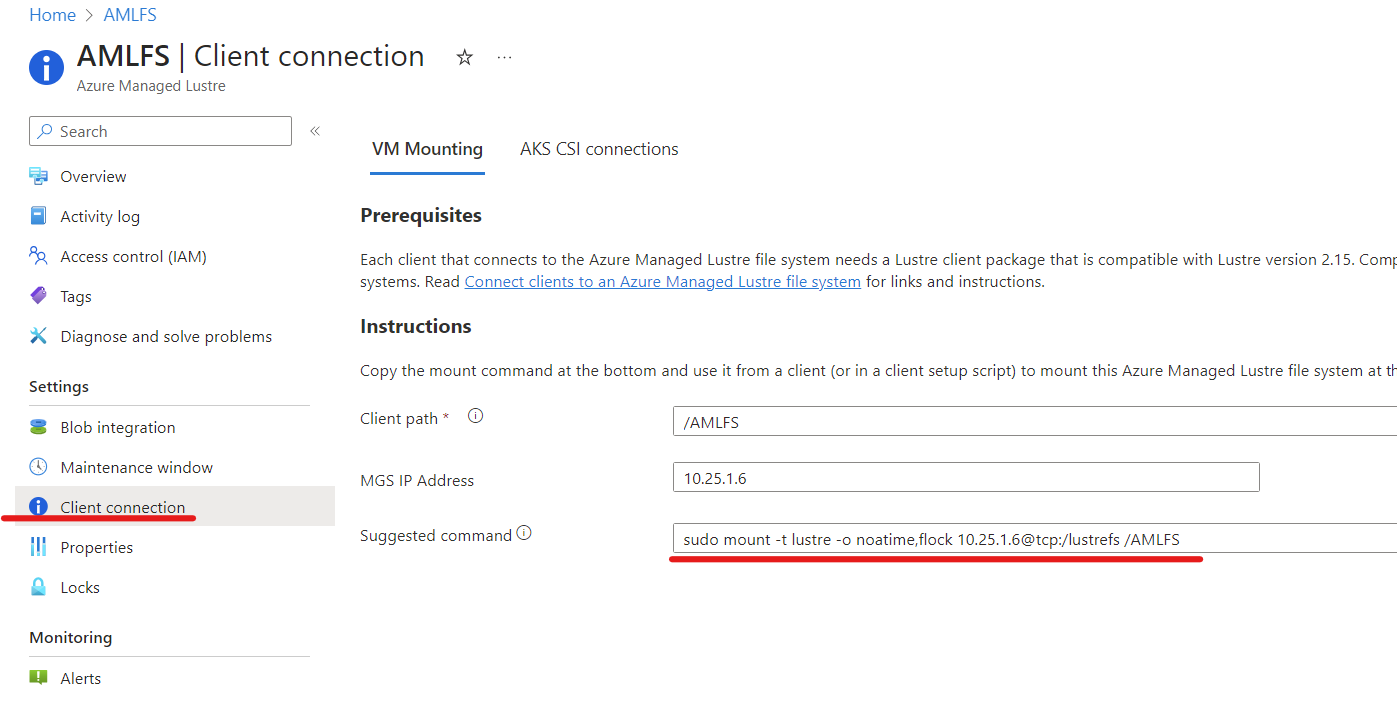 Home > AMLFS
AMLFS | Client connection
Azure Managed Lustre
Search
Overview
Activity log
Access control (IAM)
Tags
Diagnose and solve problems
Settings
Blob integration
Maintenance window
Client connection
Properties
Locks
Monitoring
Alerts
VM Mounting
AKS CSI connections
Prerequisites
Each client that connects to the Azure Managed Lustre file system needs a Lustre client package that is compatible with Lustre version 2.15.
systems. Read Connect clients to an Azure Managed Lustre file system for links and instructions.
Instructions
Copy the mount command at the bottom and use it from a client (or in a client setup script) to mount this Azure Managed Lustre file system at
Client path *
/AMLFS
MGS IP Address
10.25.1.6
Suggested command
sudo mount -t lustre -o noatime,flock 10.25.1.6@tcp:/lustrefs /AMLFS